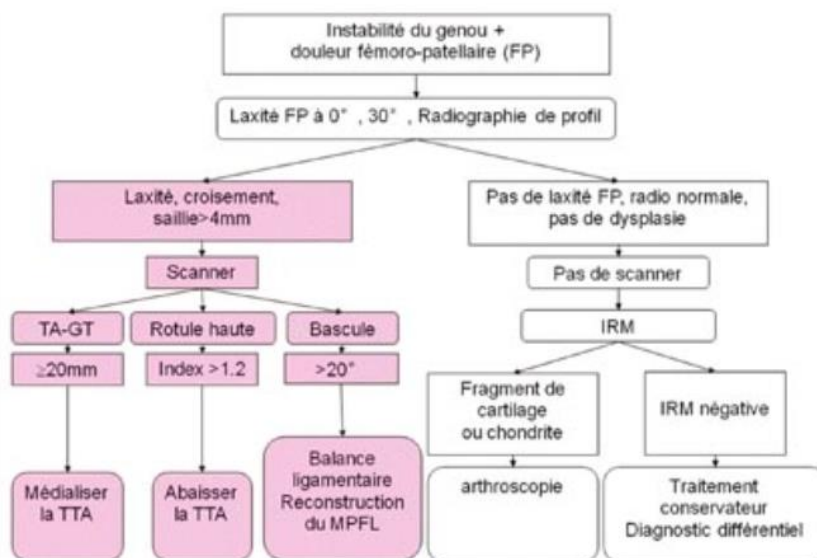 Instabilité du genou +
douleur fémoro-patellaire (FP)
Laxité FP à 0° , 30° , Radiographie de profil
Laxité, croisement,
saillie>4mm
Pas de laxité FP, radio normale,
pas de dysplasie
Scanner
Pas de scanner
TA-GT
Rotule haute
Bascule
IRM
≥20mm
Index >1.2
>20°
Fragment de
cartilage
ou chondrite
IRM négative
Médialiser
la TTA
Abaisser
la TTA
Balance
ligamentaire
Reconstruction
du MPFL
arthroscopie
Traitement
conservateur
Diagnostic différentiel